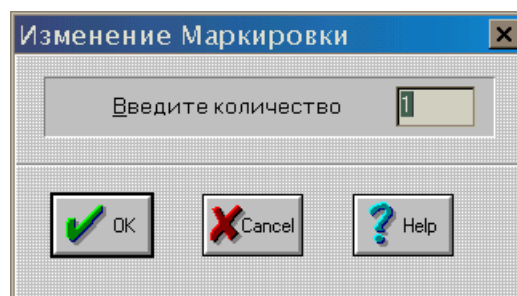 Изменение Маркировки
Введите количество 1
OK Cancel Help